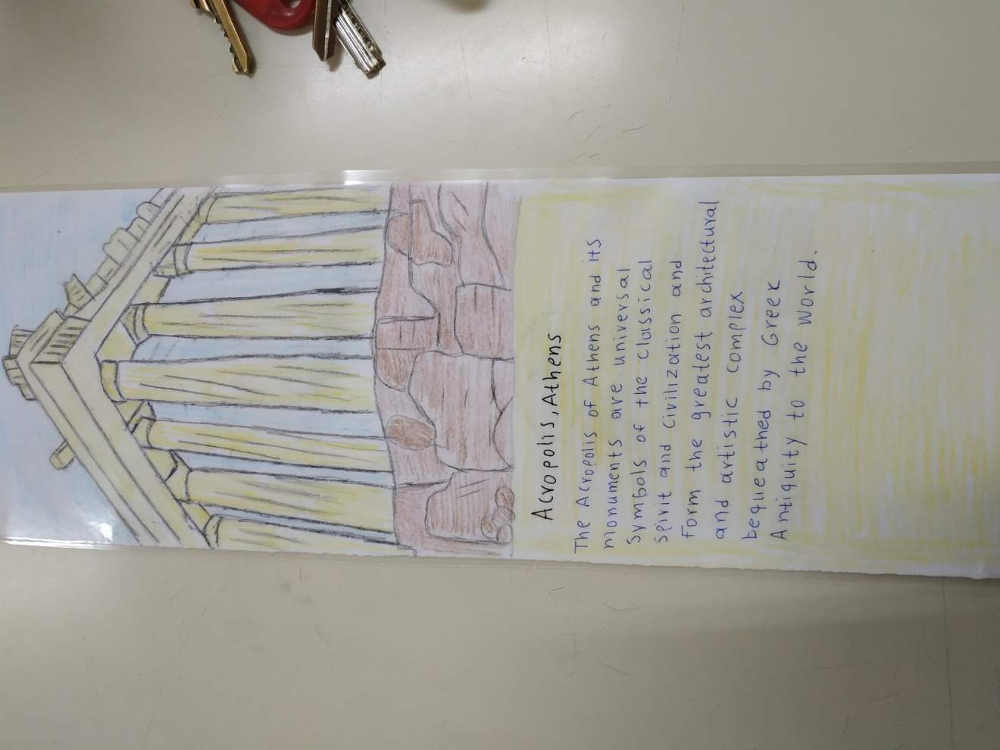 Acropolis, Athens
The Acropolis of Athens and its
monuments are universal
Symbols of the classical
Spirit and Civilization and
Form the greatest architectural
and artistic complex
bequeathed by Greek
Antiquity to the World.